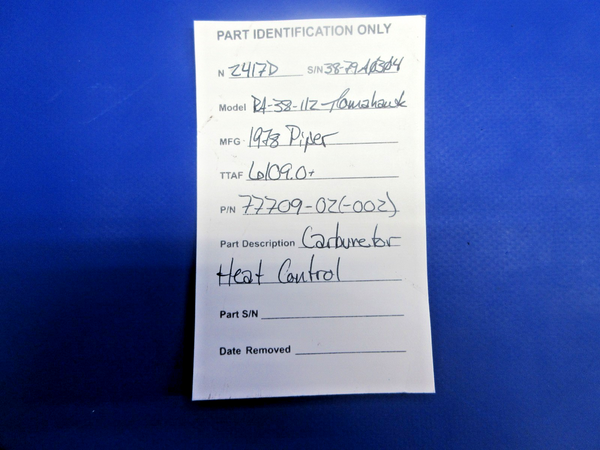 PART IDENTIFICATION ONLY
N 2417D S/N 38-79A0304
Model PA-38-112 Tomahawk
MFG 1978 Piper
TTAF 6109.0+
P/N 77709-02(-002)
Part Description Carburetor
Heat Control
Part S/N
Date Removed